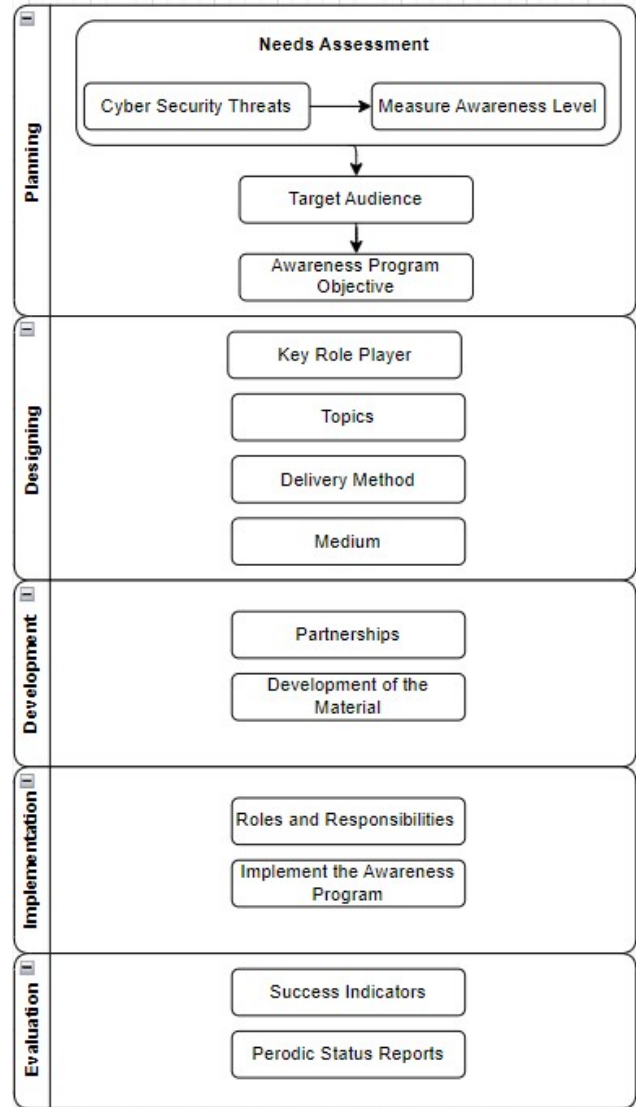 Planning
Needs Assessment
Cyber Security Threats
Measure Awareness Level
Target Audience
Awareness Program
Objective
Designing
Key Role Player
Topics
Delivery Method
Medium
Development
Partnerships
Development of the
Material
Implementation
Roles and Responsibilities
Implement the Awareness
Program
Evaluation
Success Indicators
Perodic Status Reports